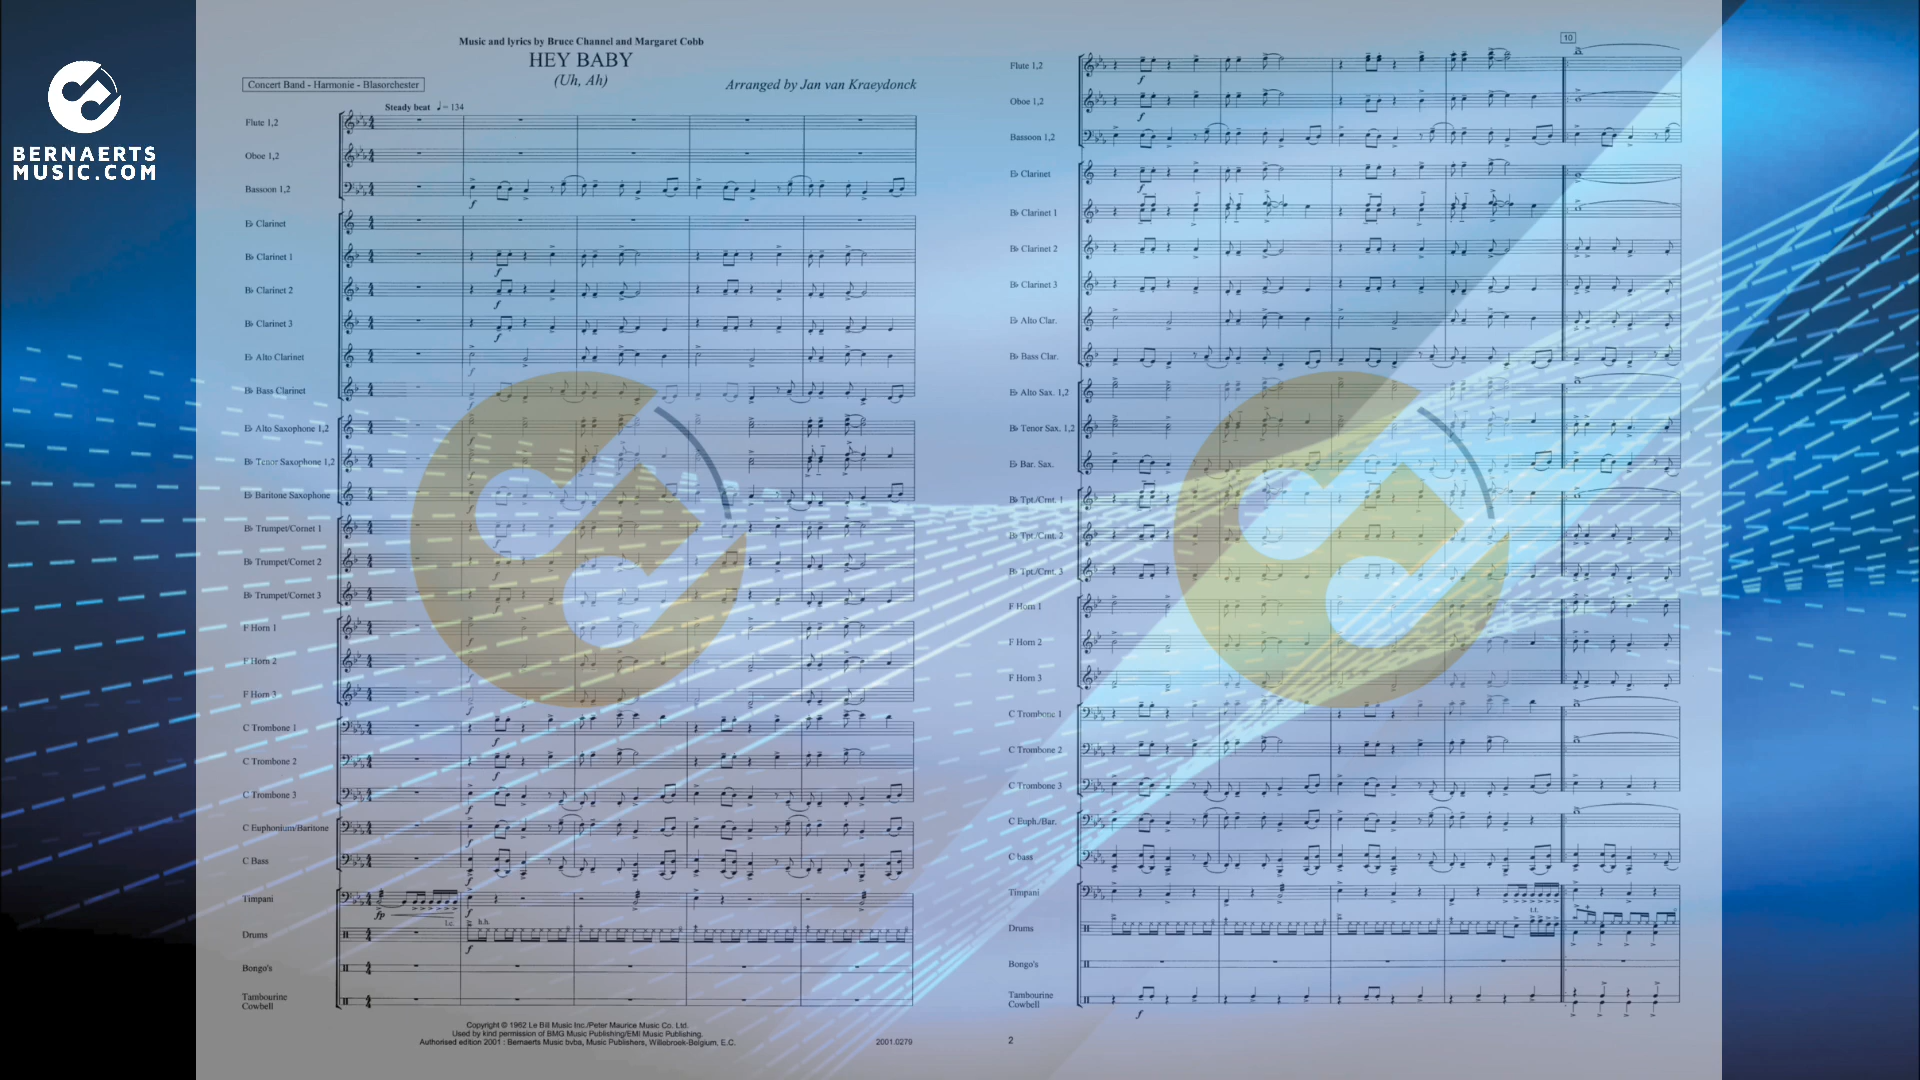 BERNAERTS
MUSIC.COM
Music and lyrics by Bruce Channel and Margaret Cobb
HEY BABY
(Uh, Ah)
Concert Band - Harmonie - Blasorchester
Arranged by Jan van Kraeydonck
Steady beat ♩= 134
Flute 1,2
Oboe 1,2
Bassoon 1,2
f
E♭ Clarinet
B♭ Clarinet 1
f
B♭ Clarinet 2
f
B♭ Clarinet 3
f
E♭ Alto Clarinet
f
B♭ Bass Clarinet
f
E♭ Alto Saxophone 1,2
B♭ Tenor Saxophone 1,2
E♭ Baritone Saxophone
B♭ Trumpet/Cornet 1
B♭ Trumpet/Cornet 2
B♭ Trumpet/Cornet 3
F Horn 1
F Horn 2
F Horn 3
C Trombone 1
f
C Trombone 2
f
C Trombone 3
f
C Euphonium/Baritone
f
C Bass
f
Timpani
fp f
Drums
h.h.
f
Bongo's
Tambourine
Cowbell
Copyright © 1962 Le Bill Music Inc./Peter Maurice Music Co. Ltd.
Used by kind permission of BMG Music Publishing/EMI Music Publishing.
Authorised edition 2001 : Bernaerts Music bvba, Music Publishers, Willebroek-Belgium, E.C.
2001.0279
10
Flute 1,2
f
Oboe 1,2
f
Bassoon 1,2
E♭ Clarinet
f
B♭ Clarinet 1
B♭ Clarinet 2
B♭ Clarinet 3
E♭ Alto Clar.
B♭ Bass Clar.
E♭ Alto Sax. 1,2
B♭ Tenor Sax. 1,2
E♭ Bar. Sax.
B♭ Tpt./Crnt. 1
B♭ Tpt./Crnt. 2
B♭ Tpt./Crnt. 3
F Horn 1
F Horn 2
F Horn 3
C Trombone 1
C Trombone 2
C Trombone 3
C Euph./Bar.
C bass
Timpani
Drums
Bongo's
Tambourine
Cowbell
f
2